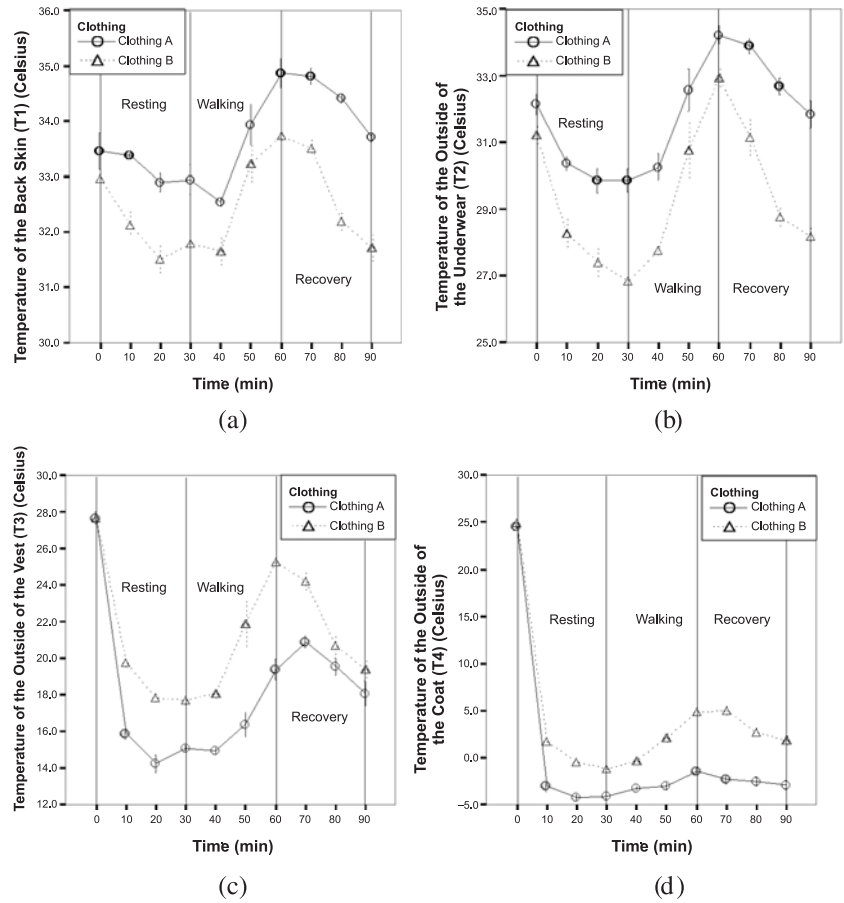 Temperature of the Back Skin (T1) (Celsius)
36.0
35.0
34.0
33.0
32.0
31.0
30.0
Clothing
Clothing A
Clothing B
Resting
Walking
Recovery
0 10 20 30 40 50 60 70 80 90
Time (min)
(a)
Temperature of the Outside of
the Underwear (T2) (Celsius)
35.0
33.0
31.0
29.0
27.0
25.0
Clothing
Clothing A
Clothing B
Resting
Walking
Recovery
0 10 20 30 40 50 60 70 80 90
Time (min)
(b)
Temperature of the Outside of the Vest (T3) (Celsius)
30.0
28.0
26.0
24.0
22.0
20.0
18.0
16.0
14.0
12.0
Clothing
Clothing A
Clothing B
Resting
Walking
Recovery
0 10 20 30 40 50 60 70 80 90
Time (min)
(c)
Temperature of the Outside of
the Coat (T4) (Celsius)
30.0
25.0
20.0
15.0
10.0
5.0
0.0
−5.0
Clothing
Clothing A
Clothing B
Resting
Walking
Recovery
0 10 20 30 40 50 60 70 80 90
Time (min)
(d)